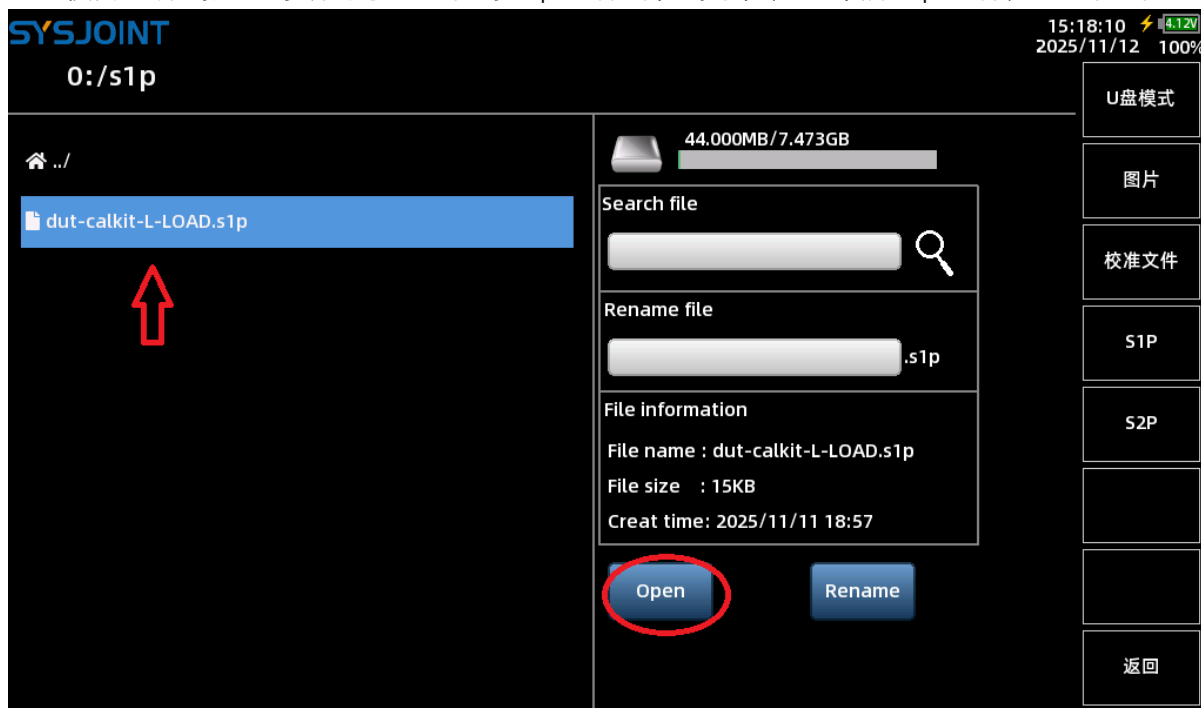 SYSJOINT
15:18:10 4.12V
2025/11/12 100%
0:/s1p
../
dut-calkit-L-LOAD.s1p
44.000MB/7.473GB
Search file
Rename file
.s1p
File information
File name : dut-calkit-L-LOAD.s1p
File size : 15KB
Creat time: 2025/11/11 18:57
Open
Rename
U盘模式
图片
校准文件
S1P
S2P
返回